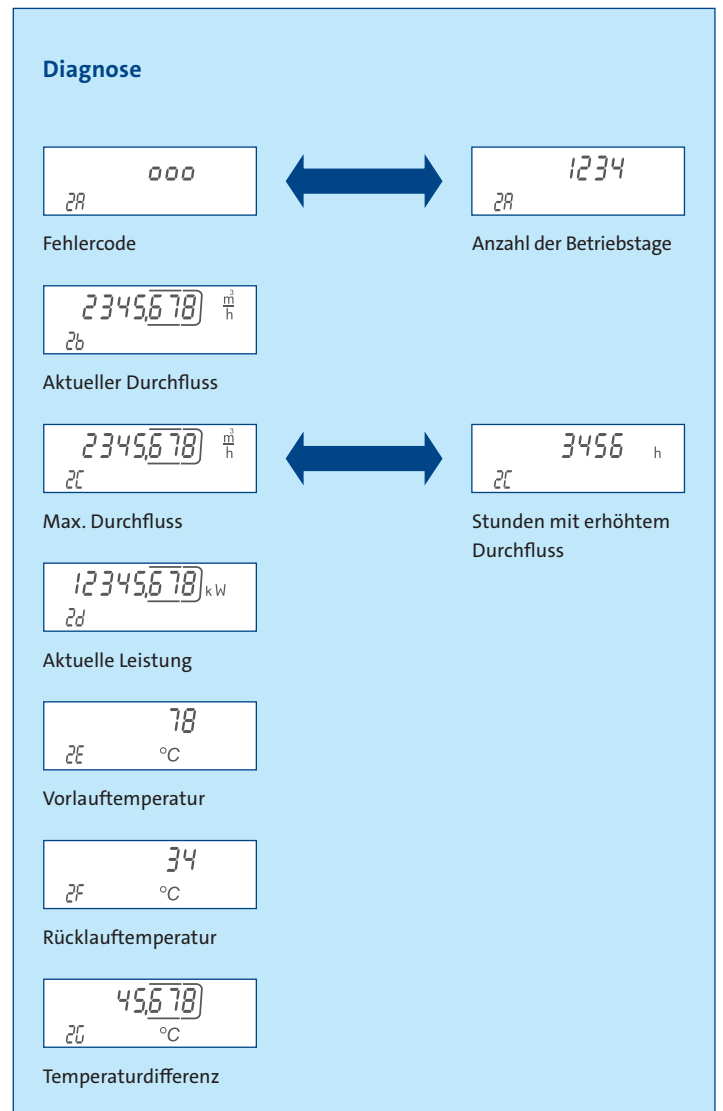 Diagnose
ooo
2A
Fehlercode
1234
2A
Anzahl der Betriebstage
2345,678 m³/h
2b
Aktueller Durchfluss
2345,678 m³/h
2C
Max. Durchfluss
3456 h
2C
Stunden mit erhöhtem
Durchfluss
12345,678 kW
2d
Aktuelle Leistung
78
2E °C
Vorlauftemperatur
34
2F °C
Rücklauftemperatur
45,678
2G °C
Temperaturdifferenz